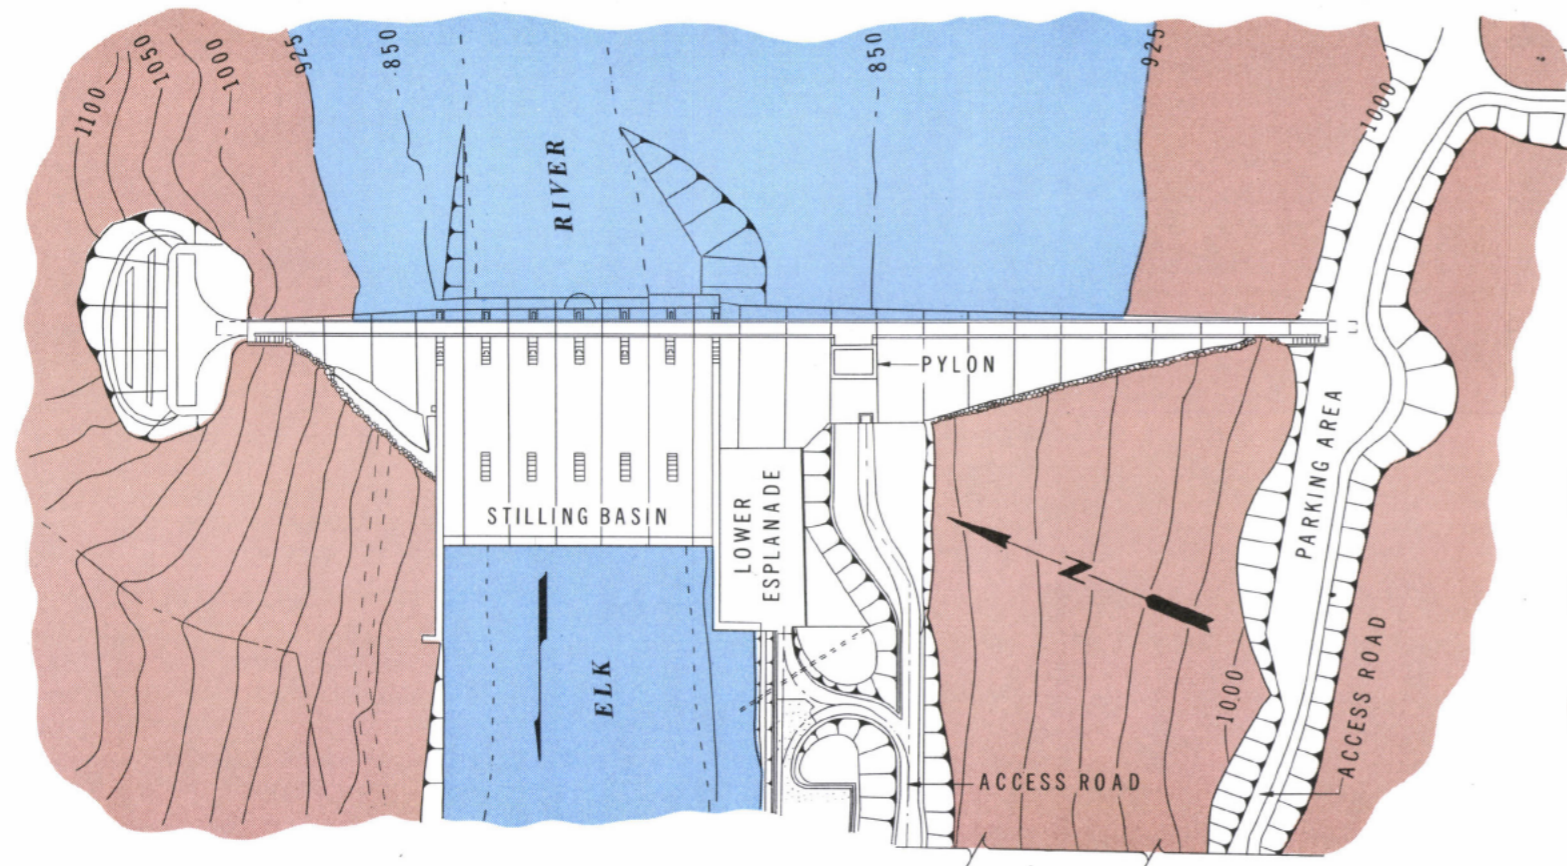 1100
1050
1000
925
850
850
925
1000
RIVER
PYLON
STILLING BASIN
LOWER
ESPLANADE
N
PARKING AREA
ELK
1000
ACCESS ROAD
ACCESS ROAD